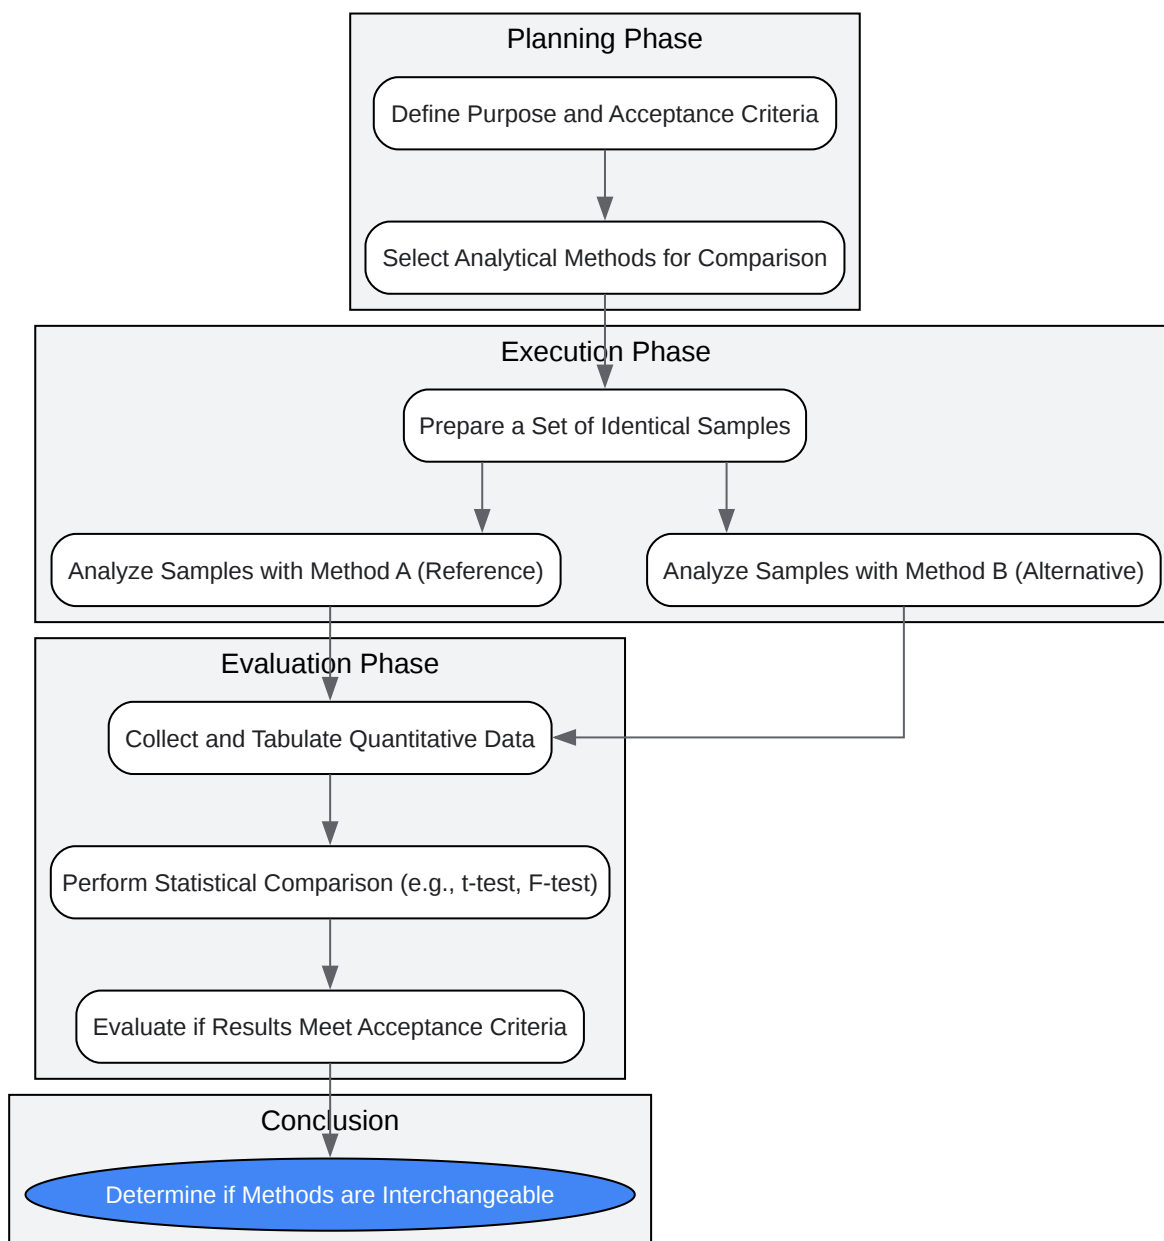 Planning Phase
Define Purpose and Acceptance Criteria
Select Analytical Methods for Comparison
Execution Phase
Prepare a Set of Identical Samples
Analyze Samples with Method A (Reference)
Analyze Samples with Method B (Alternative)
Evaluation Phase
Collect and Tabulate Quantitative Data
Perform Statistical Comparison (e.g., t-test, F-test)
Evaluate if Results Meet Acceptance Criteria
Conclusion
Determine if Methods are Interchangeable